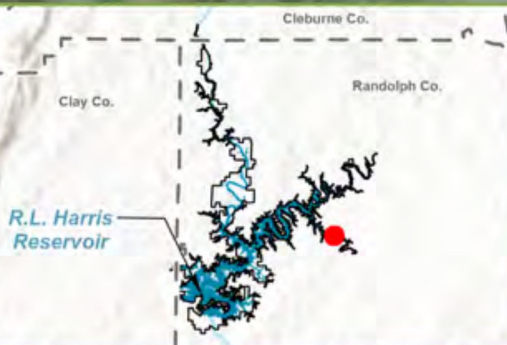 Cleburne Co.
Clay Co.
Randolph Co.
R.L. Harris
Reservoir